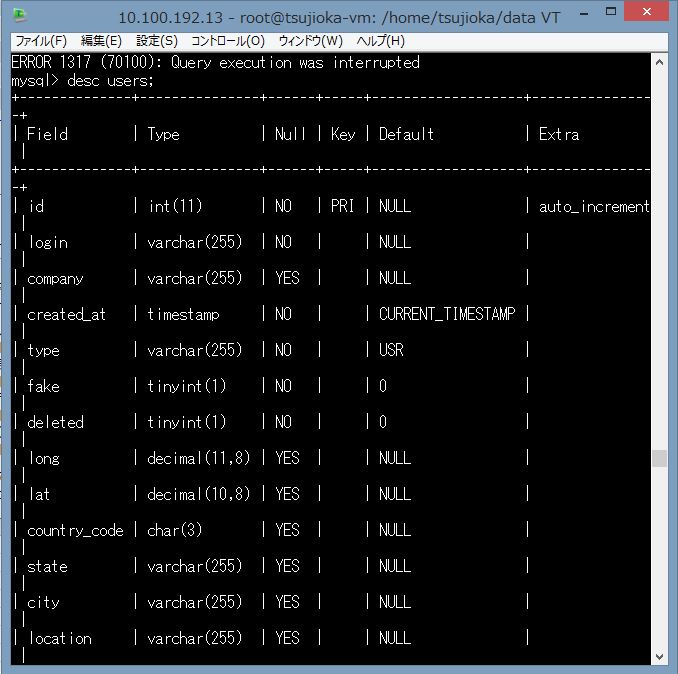 10.100.192.13 - root@tsujioka-vm: /home/tsujioka/data VT
ファイル(F) 編集(E) 設定(S) コントロール(O) ウィンドウ(W) ヘルプ(H)
ERROR 1317 (70100): Query execution was interrupted
mysql> desc users;
+--------------+---------------+------+-----+-------------------+---------------
-+
| Field        | Type          | Null | Key | Default           | Extra
 |
+--------------+---------------+------+-----+-------------------+---------------
-+
| id           | int(11)       | NO   | PRI | NULL              | auto_increment
 |
| login        | varchar(255)  | NO   |     | NULL              |
 |
| company      | varchar(255)  | YES  |     | NULL              |
 |
| created_at   | timestamp     | NO   |     | CURRENT_TIMESTAMP |
 |
| type         | varchar(255)  | NO   |     | USR               |
 |
| fake         | tinyint(1)    | NO   |     | 0                 |
 |
| deleted      | tinyint(1)    | NO   |     | 0                 |
 |
| long         | decimal(11,8) | YES  |     | NULL              |
 |
| lat          | decimal(10,8) | YES  |     | NULL              |
 |
| country_code | char(3)       | YES  |     | NULL              |
 |
| state        | varchar(255)  | YES  |     | NULL              |
 |
| city         | varchar(255)  | YES  |     | NULL              |
 |
| location     | varchar(255)  | YES  |     | NULL              |
 |